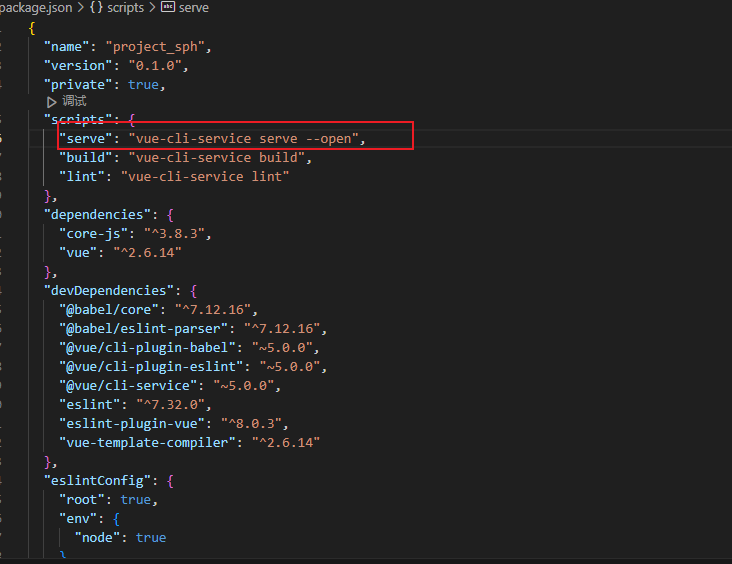 package.json > {} scripts > abc serve
{
"name": "project_sph",
"version": "0.1.0",
"private": true,
调试
"scripts": {
"serve": "vue-cli-service serve --open",
"build": "vue-cli-service build",
"lint": "vue-cli-service lint"
},
"dependencies": {
"core-js": "^3.8.3",
"vue": "^2.6.14"
},
"devDependencies": {
"@babel/core": "^7.12.16",
"@babel/eslint-parser": "^7.12.16",
"@vue/cli-plugin-babel": "~5.0.0",
"@vue/cli-plugin-eslint": "~5.0.0",
"@vue/cli-service": "~5.0.0",
"eslint": "^7.32.0",
"eslint-plugin-vue": "^8.0.3",
"vue-template-compiler": "^2.6.14"
},
"eslintConfig": {
"root": true,
"env": {
"node": true
}